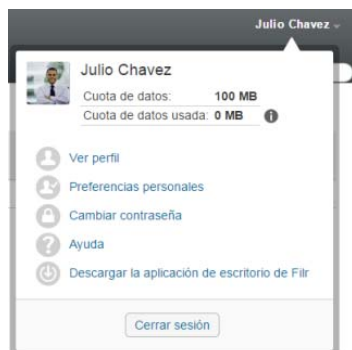 Julio Chavez
Julio Chavez
Cuota de datos: 100 MB
Cuota de datos usada: 0 MB
Ver perfil
Preferencias personales
Cambiar contraseña
Ayuda
Descargar la aplicación de escritorio de Filr
Cerrar sesión